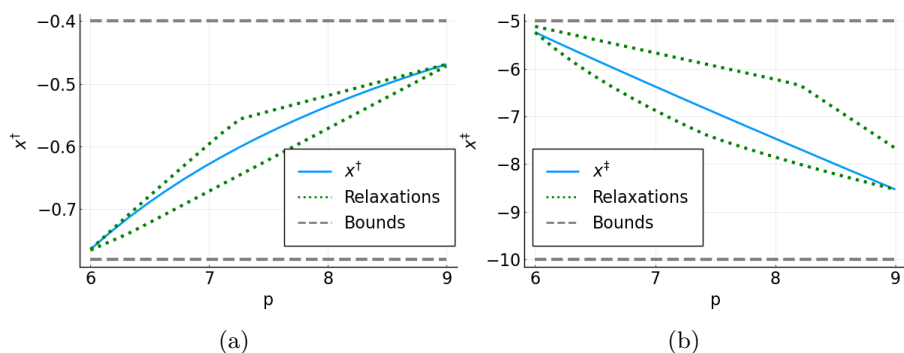 −0.4
−0.5
−0.6
−0.7
x†
x†
Relaxations
Bounds
6
7
8
9
p
(a)
−5
−6
−7
−8
−9
−10
x‡
x‡
Relaxations
Bounds
6
7
8
9
p
(b)